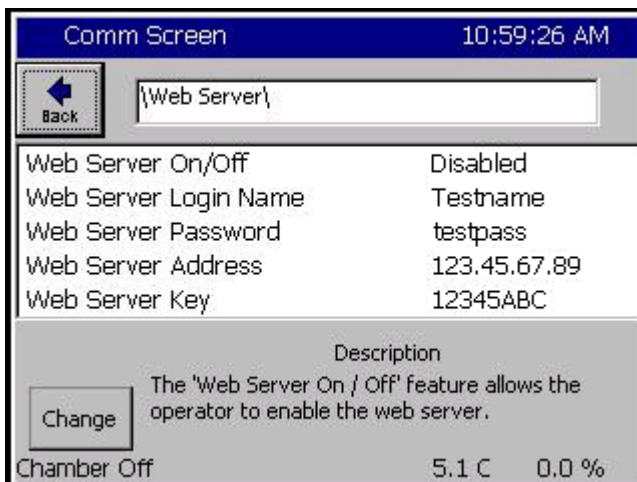 Comm Screen 10:59:26 AM
Back
\Web Server\
Web Server On/Off Disabled
Web Server Login Name Testname
Web Server Password testpass
Web Server Address 123.45.67.89
Web Server Key 12345ABC
Description
The 'Web Server On / Off' feature allows the
operator to enable the web server.
Change
Chamber Off 5.1 C 0.0 %